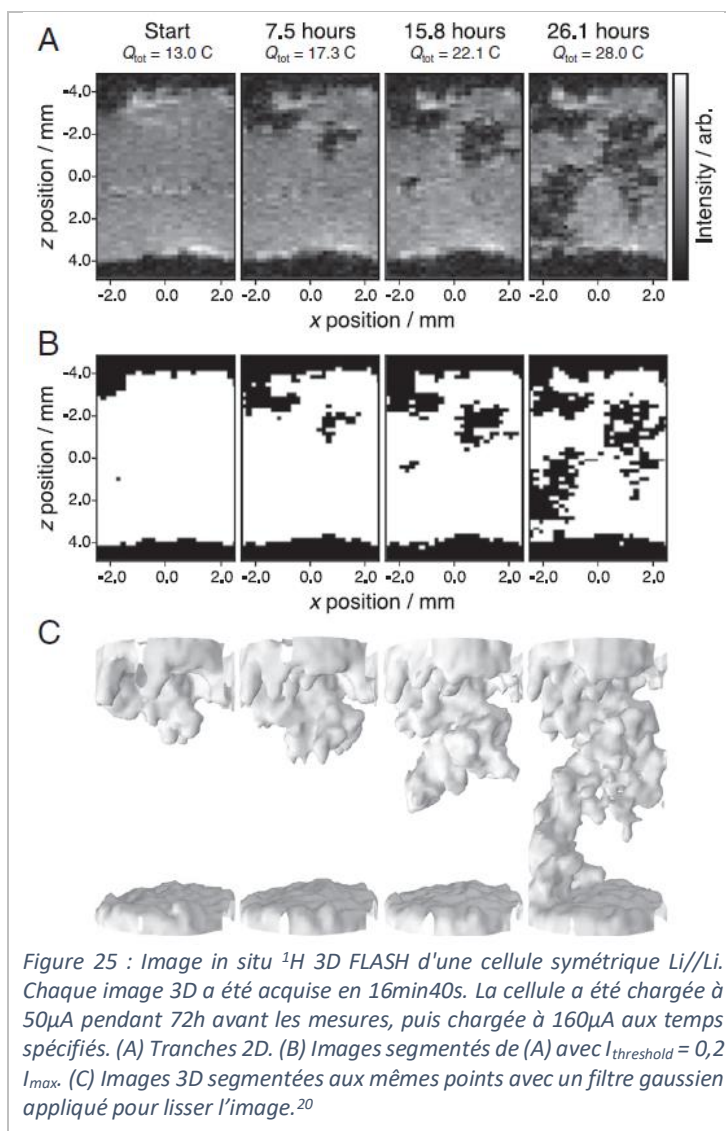 A
Start
7.5 hours
15.8 hours
26.1 hours
Qtot = 13.0 C
Qtot = 17.3 C
Qtot = 22.1 C
Qtot = 28.0 C
z position / mm
-4.0
-2.0
0.0
2.0
4.0
-2.0 0.0 2.0
-2.0 0.0 2.0
-2.0 0.0 2.0
-2.0 0.0 2.0
x position / mm
Intensity / arb.
B
z position / mm
-4.0
-2.0
0.0
2.0
4.0
-2.0 0.0 2.0
-2.0 0.0 2.0
-2.0 0.0 2.0
-2.0 0.0 2.0
x position / mm
C
Figure 25 : Image in situ ¹H 3D FLASH d'une cellule symétrique Li//Li.
Chaque image 3D a été acquise en 16min40s. La cellule a été chargée à
50µA pendant 72h avant les mesures, puis chargée à 160µA aux temps
spécifiés. (A) Tranches 2D. (B) Images segmentés de (A) avec Ithreshold = 0,2
Imax. (C) Images 3D segmentées aux mêmes points avec un filtre gaussien
appliqué pour lisser l'image.²⁰